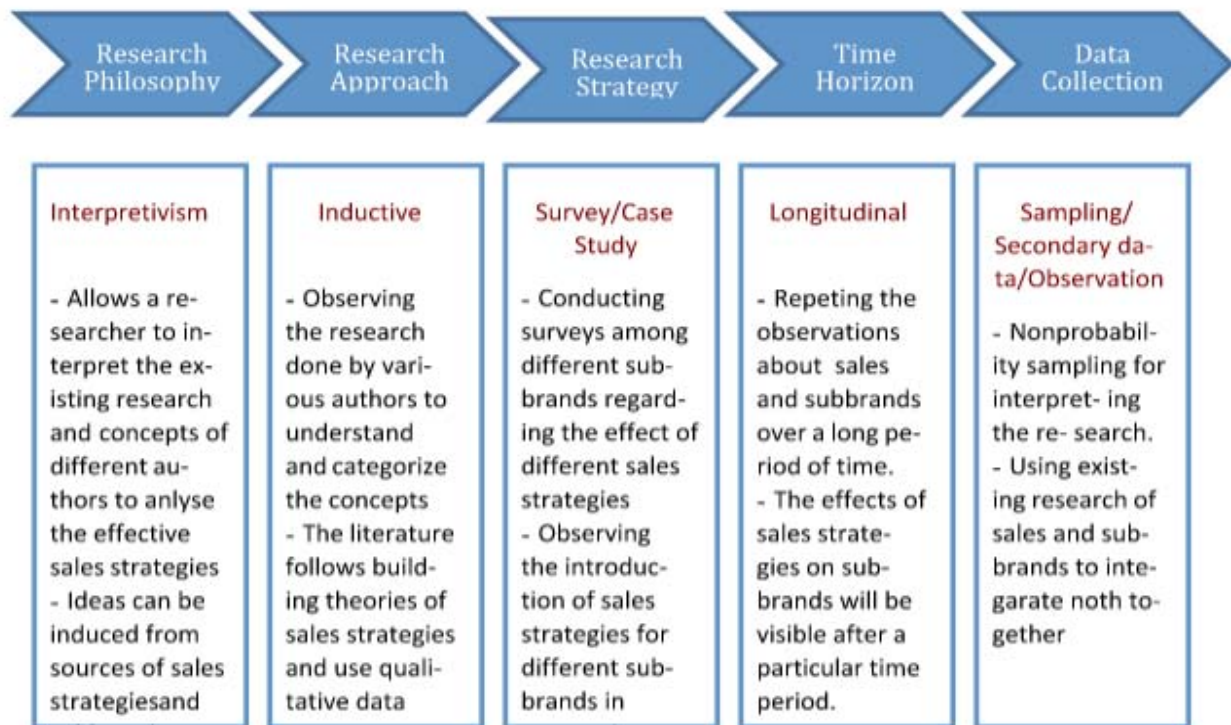 Research
Philosophy
Research
Approach
Research
Strategy
Time
Horizon
Data
Collection
Interpretivism
- Allows a re-
searcher to in-
terpret the ex-
isting research
and concepts of
different au-
thors to anlyse
the effective
sales strategies
- Ideas can be
induced from
sources of sales
strategiesand
Inductive
- Observing
the research
done by vari-
ous authors to
understand
and categorize
the concepts
- The literature
follows build-
ing theories of
sales strategies
and use quali-
tative data
Survey/Case
Study
- Conducting
surveys among
different sub-
brands regard-
ing the effect of
different sales
strategies
- Observing
the introduc-
tion of sales
strategies for
different sub-
brands in
Longitudinal
- Repeting the
observations
about sales
and subbrands
over a long pe-
riod of time.
- The effects of
sales strate-
gies on sub-
brands will be
visible after a
particular time
period.
Sampling/
Secondary da-
ta/Observation
- Nonprobabil-
ity sampling for
interpret- ing
the re- search.
- Using exist-
ing research of
sales and sub-
brands to inte-
garate noth to-
gether